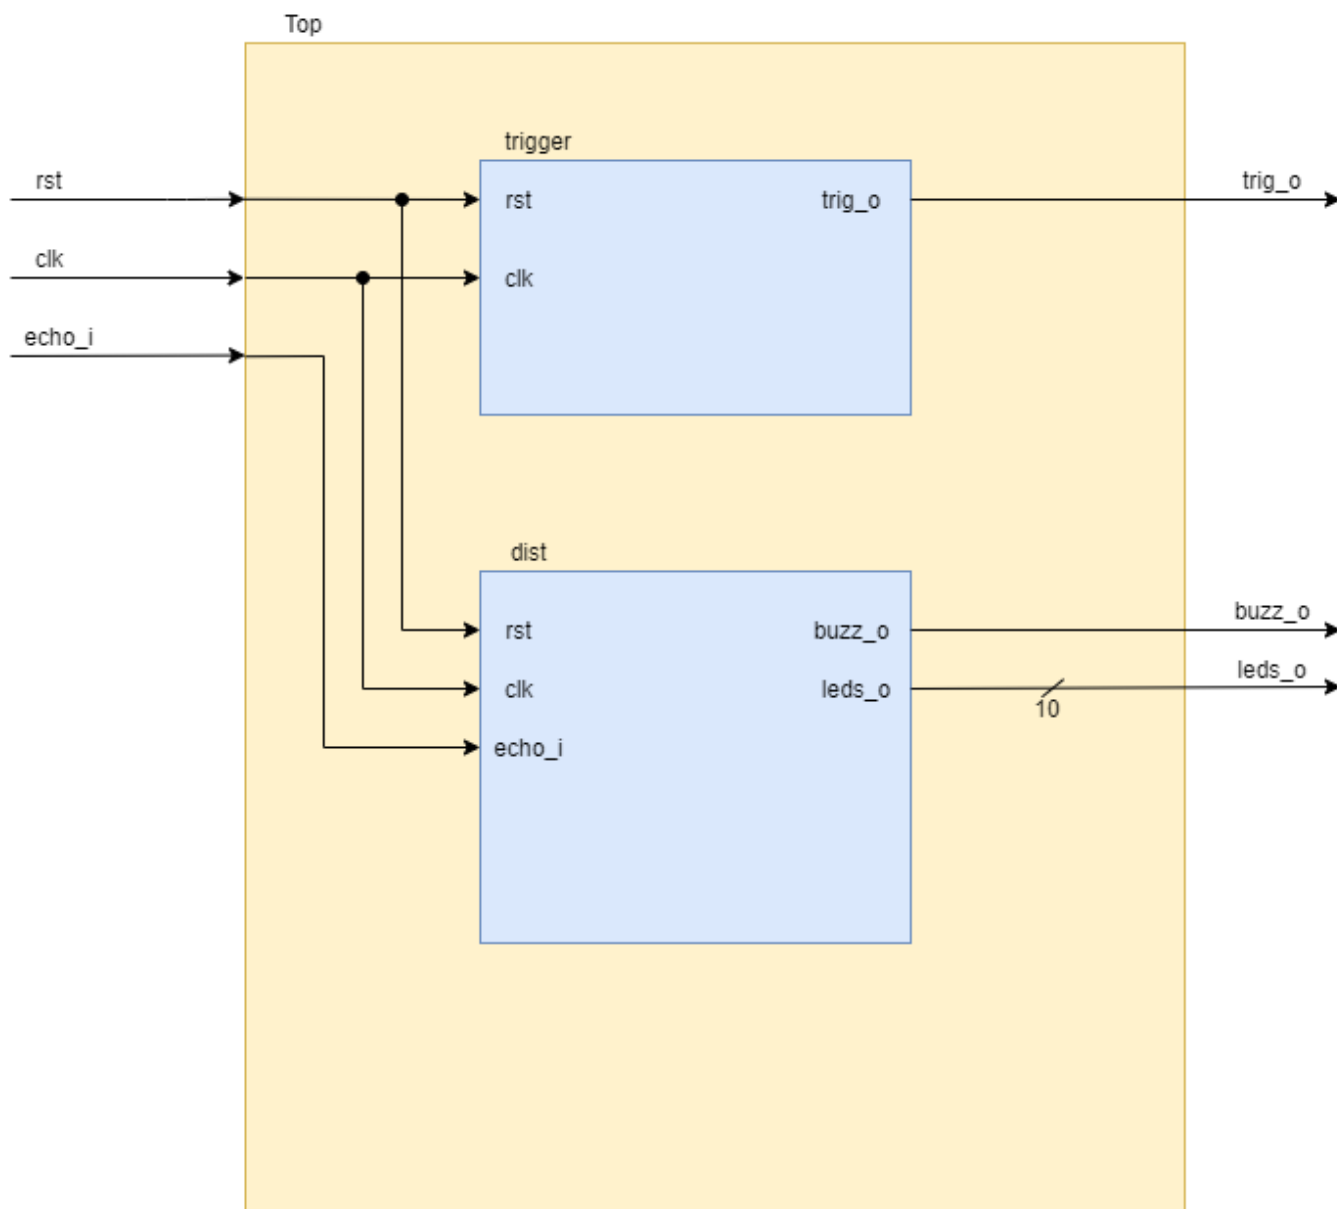 Top
trigger
rst
rst
trig_o
trig_o
clk
clk
echo_i
dist
rst
buzz_o
buzz_o
clk
leds_o
leds_o
10
echo_i